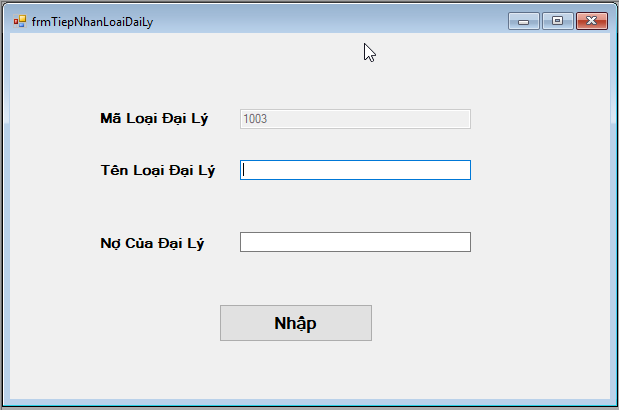 frmTiepNhanLoaiDaiLy
Mã Loại Đại Lý 1003
Tên Loại Đại Lý
Nợ Của Đại Lý
Nhập